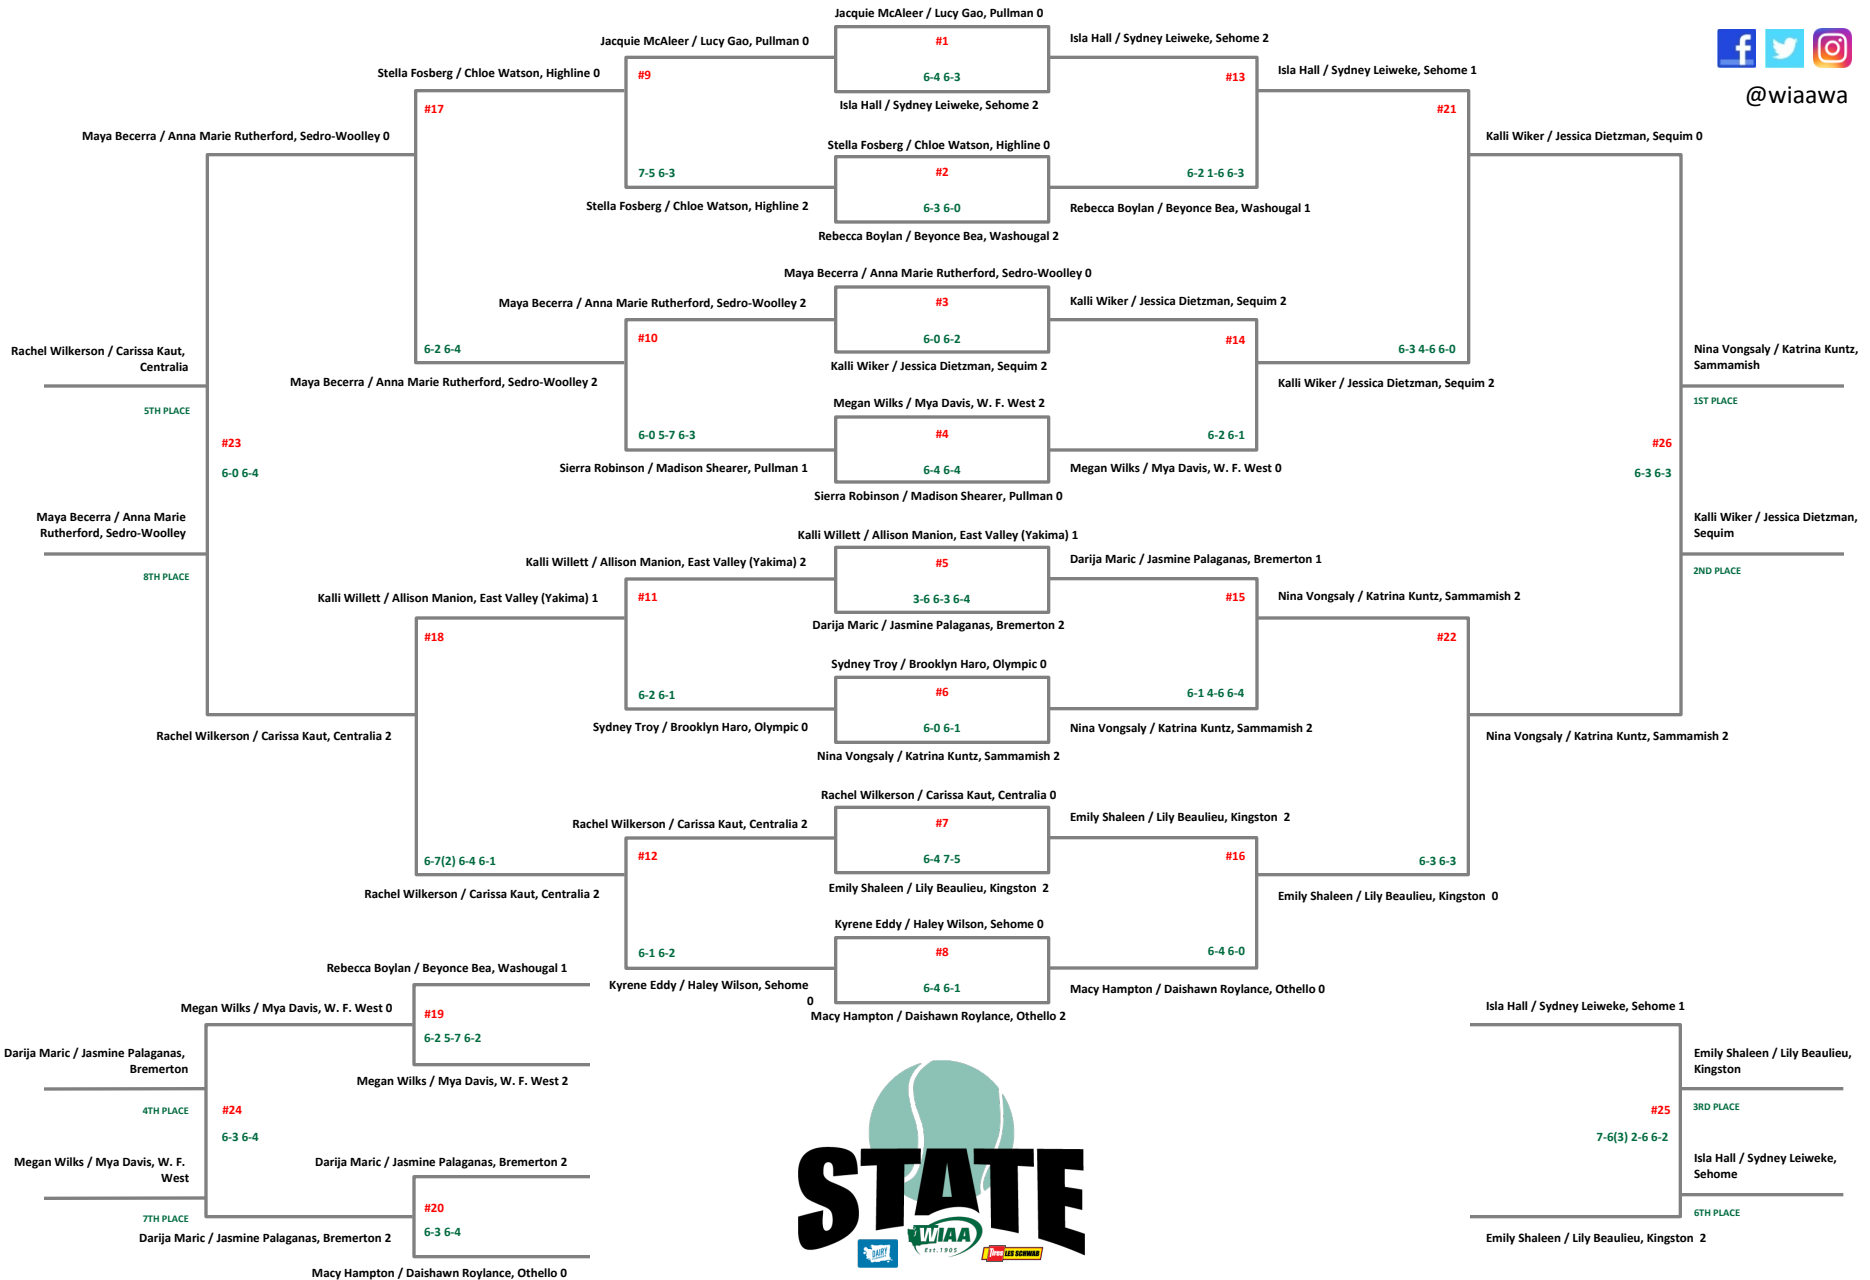 Jacquie McAleer / Lucy Gao, Pullman 0
Jacquie McAleer / Lucy Gao, Pullman 0
#1
Isla Hall / Sydney Leiweke, Sehome 2
Stella Fosberg / Chloe Watson, Highline 0
#9
6-4 6-3
#13
Isla Hall / Sydney Leiweke, Sehome 1
@wiaawa
Isla Hall / Sydney Leiweke, Sehome 2
#17
#21
Maya Becerra / Anna Marie Rutherford, Sedro-Woolley 0
Stella Fosberg / Chloe Watson, Highline 0
Kalli Wiker / Jessica Dietzman, Sequim 0
7-5 6-3
#2
6-2 1-6 6-3
Stella Fosberg / Chloe Watson, Highline 2
6-3 6-0
Rebecca Boylan / Beyonce Bea, Washougal 1
Rebecca Boylan / Beyonce Bea, Washougal 2
Maya Becerra / Anna Marie Rutherford, Sedro-Woolley 0
Maya Becerra / Anna Marie Rutherford, Sedro-Woolley 2
#3
Kalli Wiker / Jessica Dietzman, Sequim 2
#10
6-0 6-2
#14
6-2 6-4
6-3 4-6 6-0
Rachel Wilkerson / Carissa Kaut,
Centralia
Kalli Wiker / Jessica Dietzman, Sequim 2
Nina Vongsaly / Katrina Kuntz,
Sammamish
Maya Becerra / Anna Marie Rutherford, Sedro-Woolley 2
Kalli Wiker / Jessica Dietzman, Sequim 2
5TH PLACE
Megan Wilks / Mya Davis, W. F. West 2
1ST PLACE
#23
6-0 5-7 6-3
#4
6-2 6-1
#26
6-0 6-4
Sierra Robinson / Madison Shearer, Pullman 1
6-4 6-4
Megan Wilks / Mya Davis, W. F. West 0
6-3 6-3
Sierra Robinson / Madison Shearer, Pullman 0
Maya Becerra / Anna Marie
Rutherford, Sedro-Woolley
Kalli Wiker / Jessica Dietzman,
Sequim
Kalli Willett / Allison Manion, East Valley (Yakima) 1
Kalli Willett / Allison Manion, East Valley (Yakima) 2
#5
Darija Maric / Jasmine Palaganas, Bremerton 1
8TH PLACE
2ND PLACE
Kalli Willett / Allison Manion, East Valley (Yakima) 1
#11
3-6 6-3 6-4
#15
Nina Vongsaly / Katrina Kuntz, Sammamish 2
Darija Maric / Jasmine Palaganas, Bremerton 2
#18
#22
Sydney Troy / Brooklyn Haro, Olympic 0
6-2 6-1
#6
6-1 4-6 6-4
Sydney Troy / Brooklyn Haro, Olympic 0
6-0 6-1
Nina Vongsaly / Katrina Kuntz, Sammamish 2
Rachel Wilkerson / Carissa Kaut, Centralia 2
Nina Vongsaly / Katrina Kuntz, Sammamish 2
Nina Vongsaly / Katrina Kuntz, Sammamish 2
Rachel Wilkerson / Carissa Kaut, Centralia 0
Rachel Wilkerson / Carissa Kaut, Centralia 2
#7
Emily Shaleen / Lily Beaulieu, Kingston 2
6-7(2) 6-4 6-1
#12
6-4 7-5
#16
6-3 6-3
Rachel Wilkerson / Carissa Kaut, Centralia 2
Emily Shaleen / Lily Beaulieu, Kingston 2
Emily Shaleen / Lily Beaulieu, Kingston 0
Kyrene Eddy / Haley Wilson, Sehome 0
6-1 6-2
#8
6-4 6-0
Rebecca Boylan / Beyonce Bea, Washougal 1
Kyrene Eddy / Haley Wilson, Sehome
0
6-4 6-1
Macy Hampton / Daishawn Roylance, Othello 0
Megan Wilks / Mya Davis, W. F. West 0
#19
Macy Hampton / Daishawn Roylance, Othello 2
Isla Hall / Sydney Leiweke, Sehome 1
6-2 5-7 6-2
Darija Maric / Jasmine Palaganas,
Bremerton
Emily Shaleen / Lily Beaulieu,
Kingston
Megan Wilks / Mya Davis, W. F. West 2
4TH PLACE
#24
#25
3RD PLACE
6-3 6-4
7-6(3) 2-6 6-2
Megan Wilks / Mya Davis, W. F.
West
Darija Maric / Jasmine Palaganas, Bremerton 2
Isla Hall / Sydney Leiweke,
Sehome
STATE
7TH PLACE
#20
6TH PLACE
Darija Maric / Jasmine Palaganas, Bremerton 2
6-3 6-4
WIAA
Est. 1905
DAIRY
Tires LES SCHWAB
Emily Shaleen / Lily Beaulieu, Kingston 2
Macy Hampton / Daishawn Roylance, Othello 0